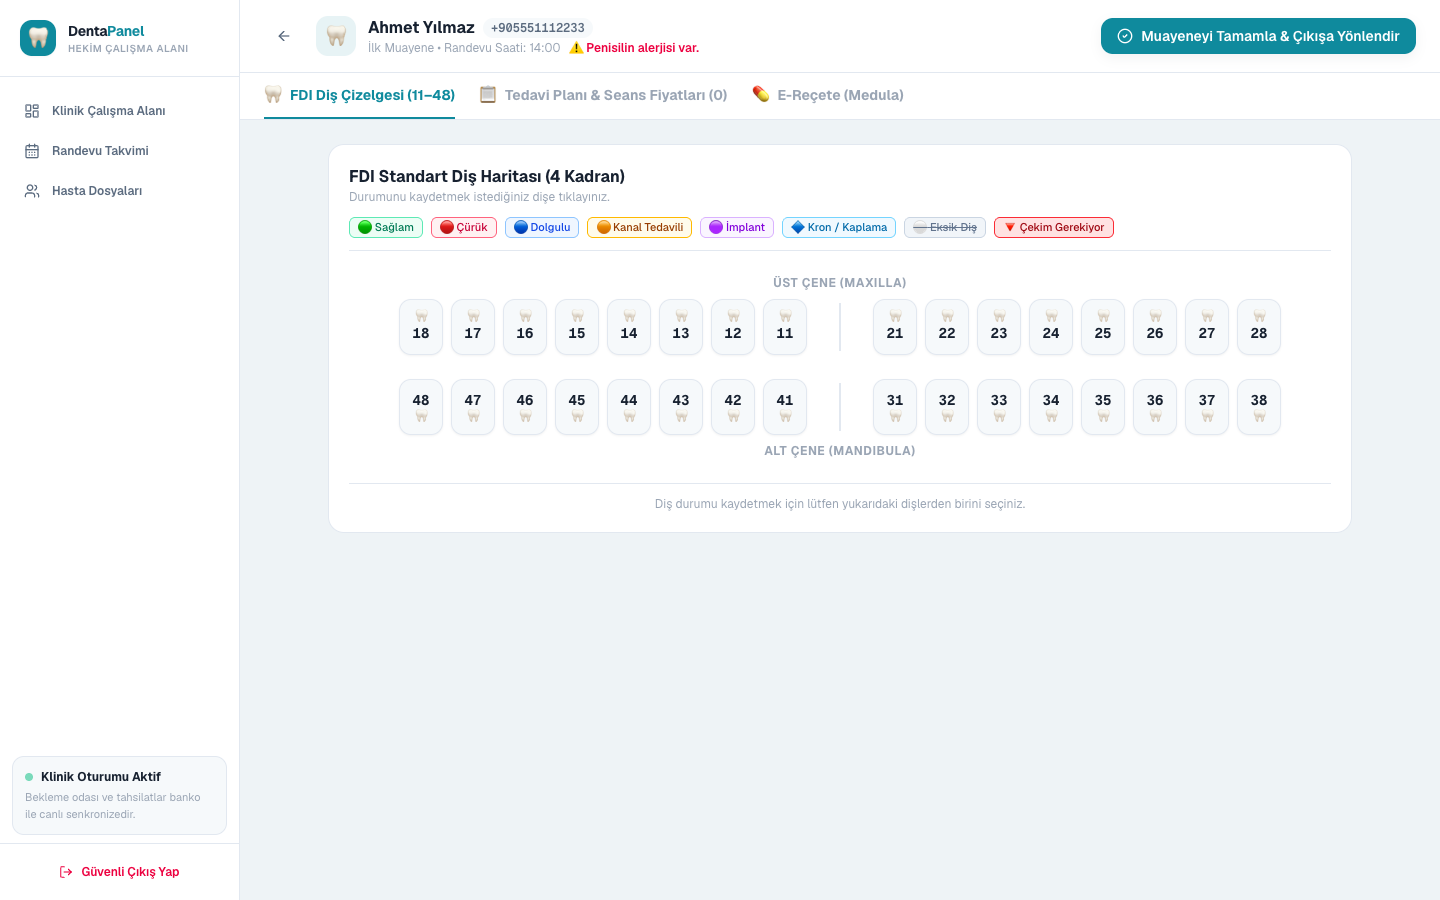 DentaPanel
HEKİM ÇALIŞMA ALANI
Klinik Çalışma Alanı
Randevu Takvimi
Hasta Dosyaları
Klinik Oturumu Aktif
Bekleme odası ve tahsilatlar banko
ile canlı senkronizedir.
Güvenli Çıkış Yap
Ahmet Yılmaz +905551112233
İlk Muayene • Randevu Saati: 14:00 ⚠️ Penisilin alerjisi var.
Muayeneyi Tamamla & Çıkışa Yönlendir
FDI Diş Çizelgesi (11–48) Tedavi Planı & Seans Fiyatları (0) E-Reçete (Medula)
FDI Standart Diş Haritası (4 Kadran)
Durumunu kaydetmek istediğiniz dişe tıklayınız.
Sağlam Çürük Dolgulu Kanal Tedavili İmplant Kron / Kaplama Eksik Diş Çekim Gerekiyor
ÜST ÇENE (MAXILLA)
18 17 16 15 14 13 12 11 21 22 23 24 25 26 27 28
48 47 46 45 44 43 42 41 31 32 33 34 35 36 37 38
ALT ÇENE (MANDIBULA)
Diş durumu kaydetmek için lütfen yukarıdaki dişlerden birini seçiniz.